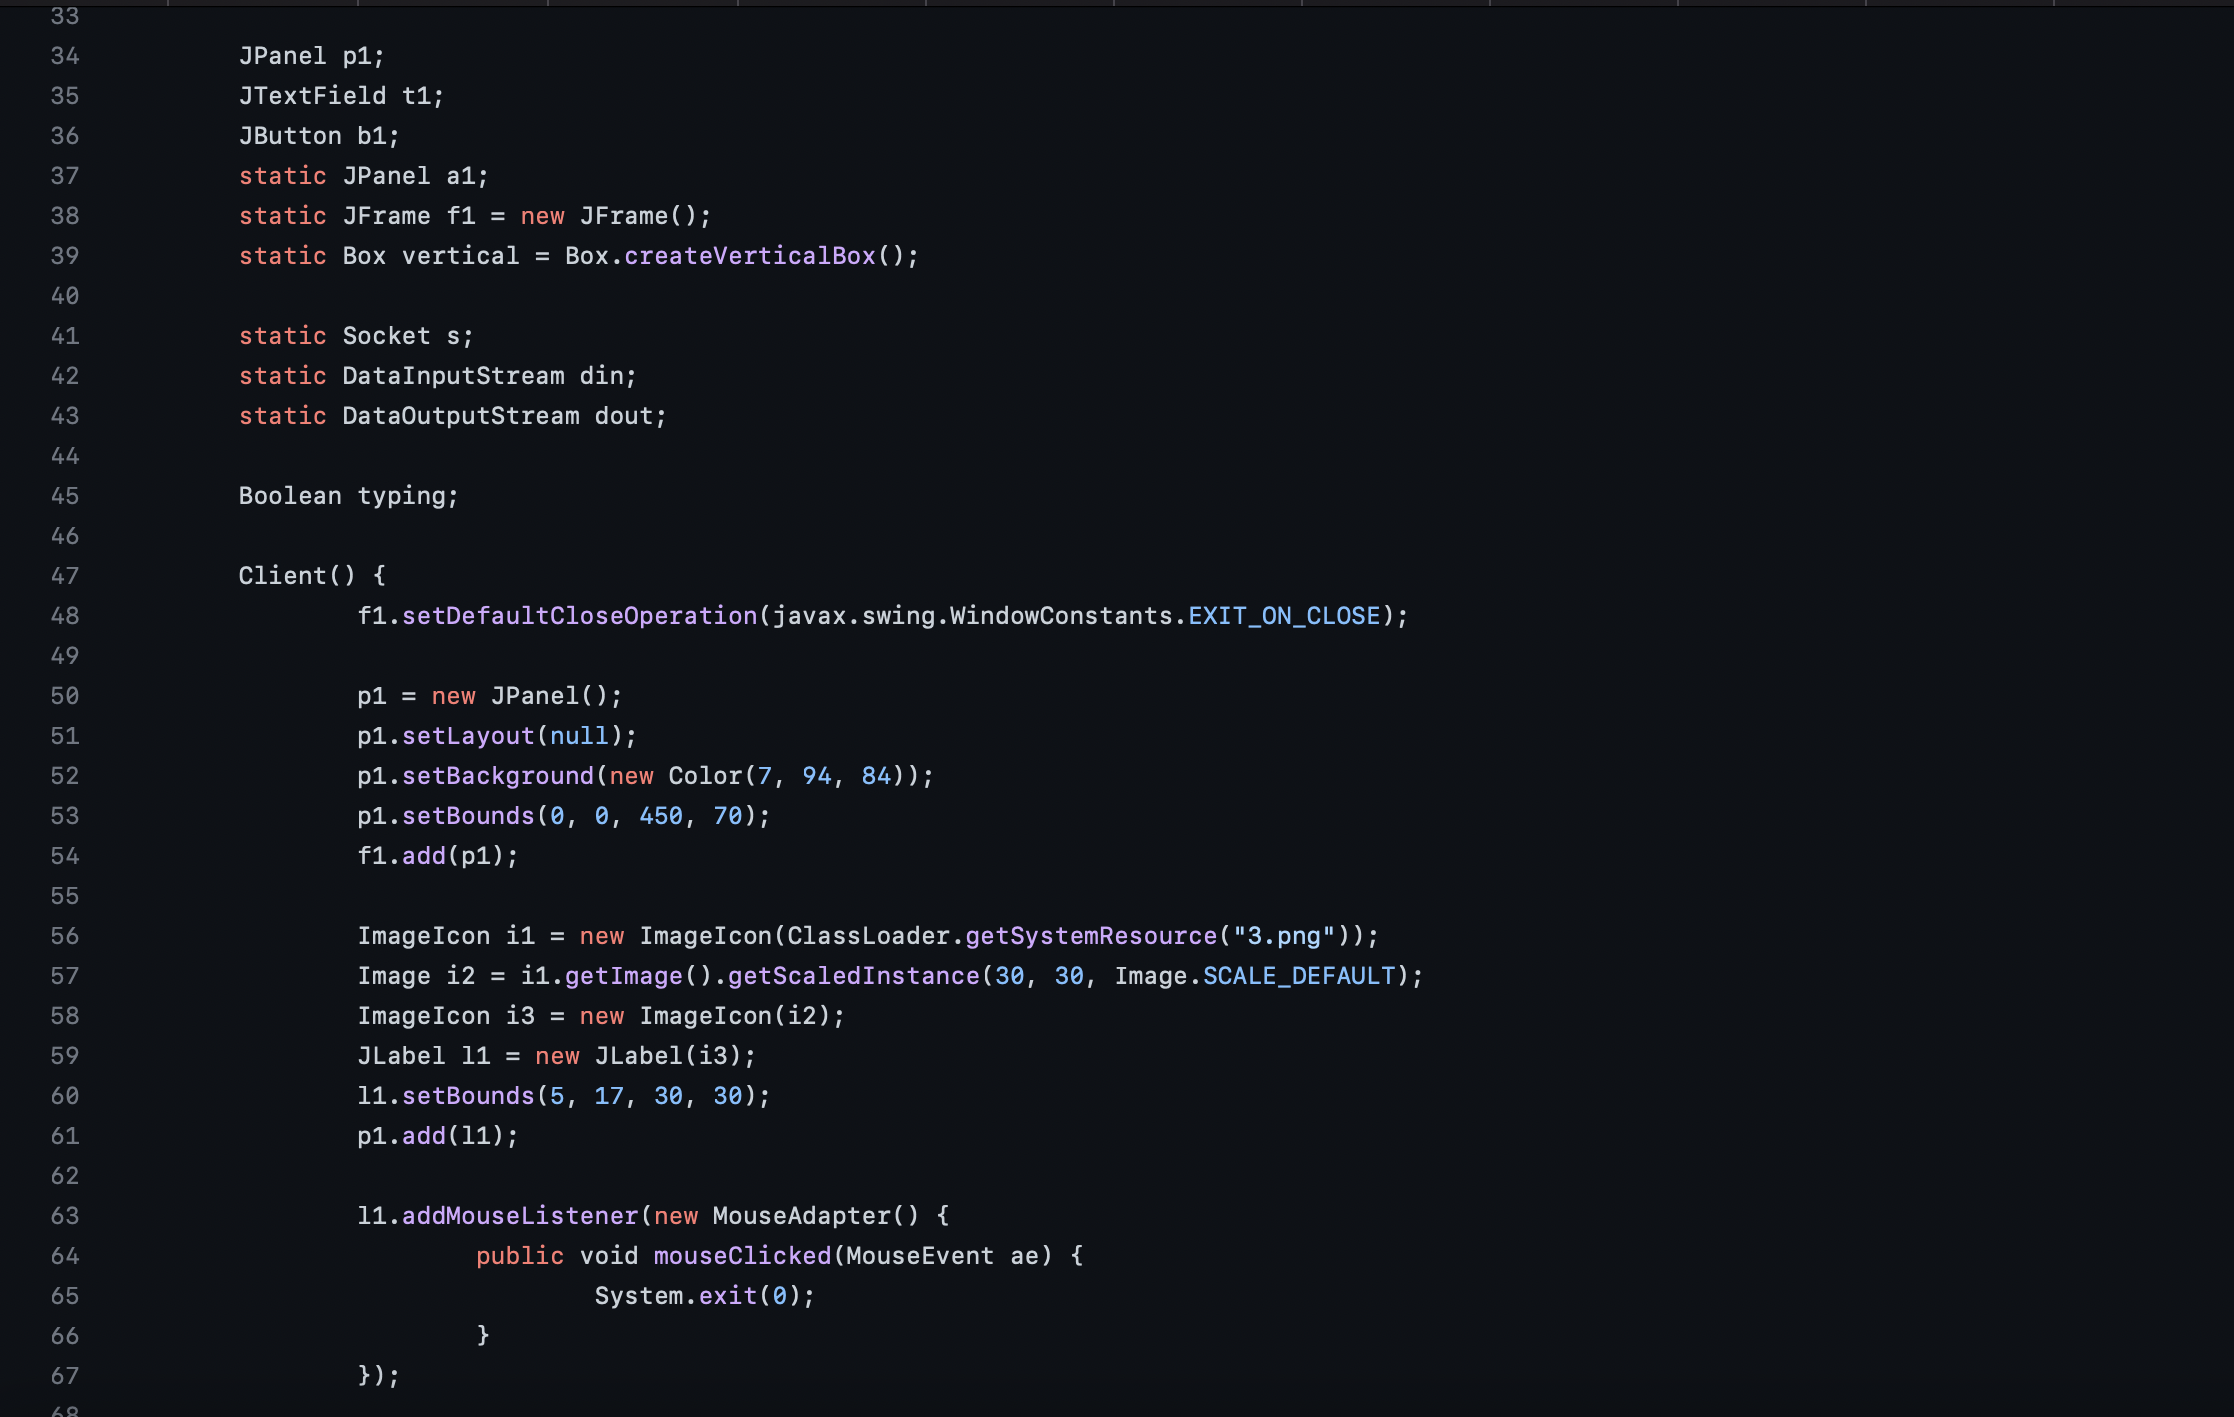 33
34 JPanel p1;
35 JTextField t1;
36 JButton b1;
37 static JPanel a1;
38 static JFrame f1 = new JFrame();
39 static Box vertical = Box.createVerticalBox();
40
41 static Socket s;
42 static DataInputStream din;
43 static DataOutputStream dout;
44
45 Boolean typing;
46
47 Client() {
48 f1.setDefaultCloseOperation(javax.swing.WindowConstants.EXIT_ON_CLOSE);
49
50 p1 = new JPanel();
51 p1.setLayout(null);
52 p1.setBackground(new Color(7, 94, 84));
53 p1.setBounds(0, 0, 450, 70);
54 f1.add(p1);
55
56 ImageIcon i1 = new ImageIcon(ClassLoader.getSystemResource("3.png"));
57 Image i2 = i1.getImage().getScaledInstance(30, 30, Image.SCALE_DEFAULT);
58 ImageIcon i3 = new ImageIcon(i2);
59 JLabel l1 = new JLabel(i3);
60 l1.setBounds(5, 17, 30, 30);
61 p1.add(l1);
62
63 l1.addMouseListener(new MouseAdapter() {
64 public void mouseClicked(MouseEvent ae) {
65 System.exit(0);
66 }
67 });
68